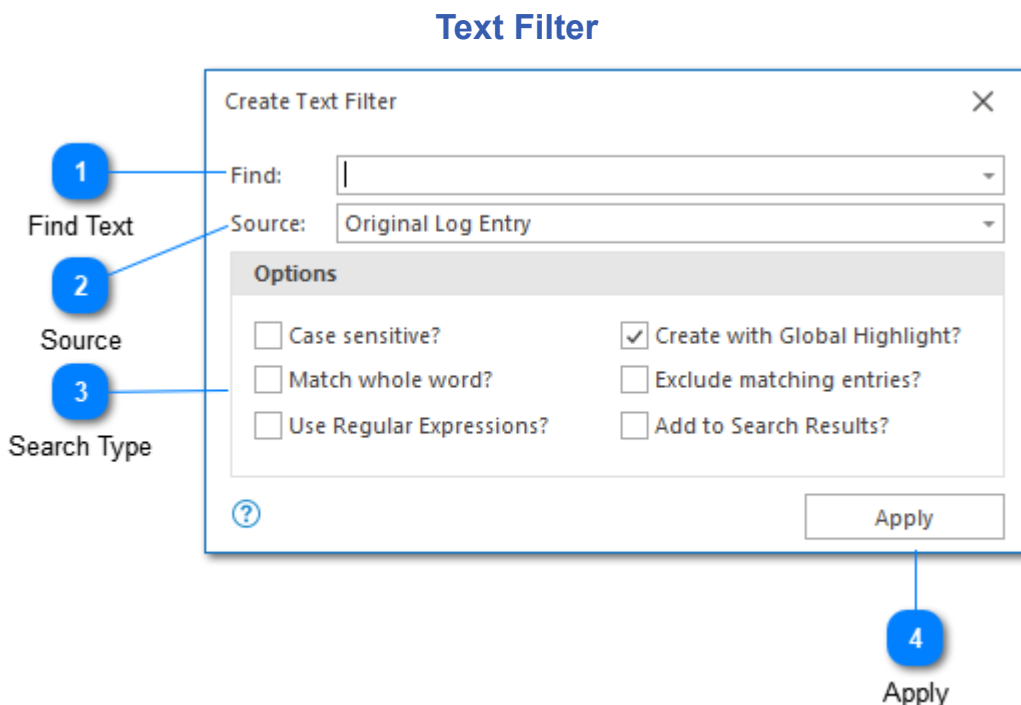 Text Filter
Create Text Filter
1
Find:
Find Text
Source: Original Log Entry
2
Options
Source
Case sensitive? Create with Global Highlight?
3
Match whole word? Exclude matching entries?
Search Type
Use Regular Expressions? Add to Search Results?
Apply
4
Apply